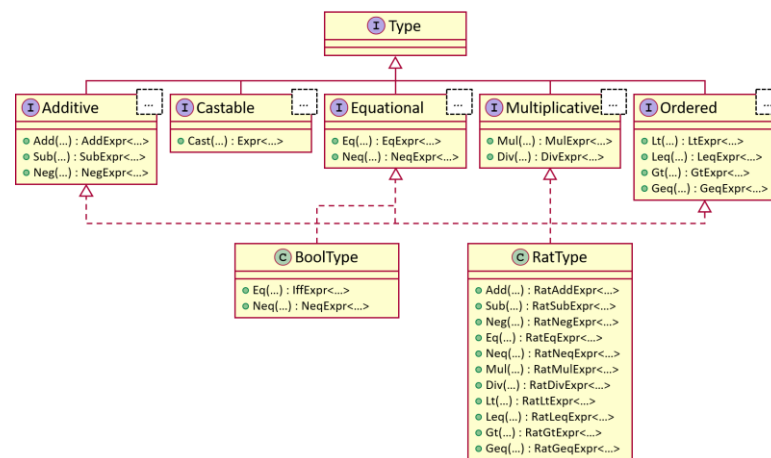 I Type
I Additive
...
Add(...) : AddExpr<...>
Sub(...) : SubExpr<...>
Neg(...) : NegExpr<...>
I Castable
...
Cast(...) : Expr<...>
I Equational
...
Eq(...) : EqExpr<...>
Neq(...) : NeqExpr<...>
I Multiplicative
...
Mul(...) : MulExpr<...>
Div(...) : DivExpr<...>
I Ordered
...
Lt(...) : LtExpr<...>
Leq(...) : LeqExpr<...>
Gt(...) : GtExpr<...>
Geq(...) : GeqExpr<...>
C BoolType
Eq(...) : IffExpr<...>
Neq(...) : NeqExpr<...>
C RatType
Add(...) : RatAddExpr<...>
Sub(...) : RatSubExpr<...>
Neg(...) : RatNegExpr<...>
Eq(...) : RatEqExpr<...>
Neq(...) : RatNeqExpr<...>
Mul(...) : RatMulExpr<...>
Div(...) : RatDivExpr<...>
Lt(...) : RatLtExpr<...>
Leq(...) : RatLeqExpr<...>
Gt(...) : RatGtExpr<...>
Geq(...) : RatGeqExpr<...>